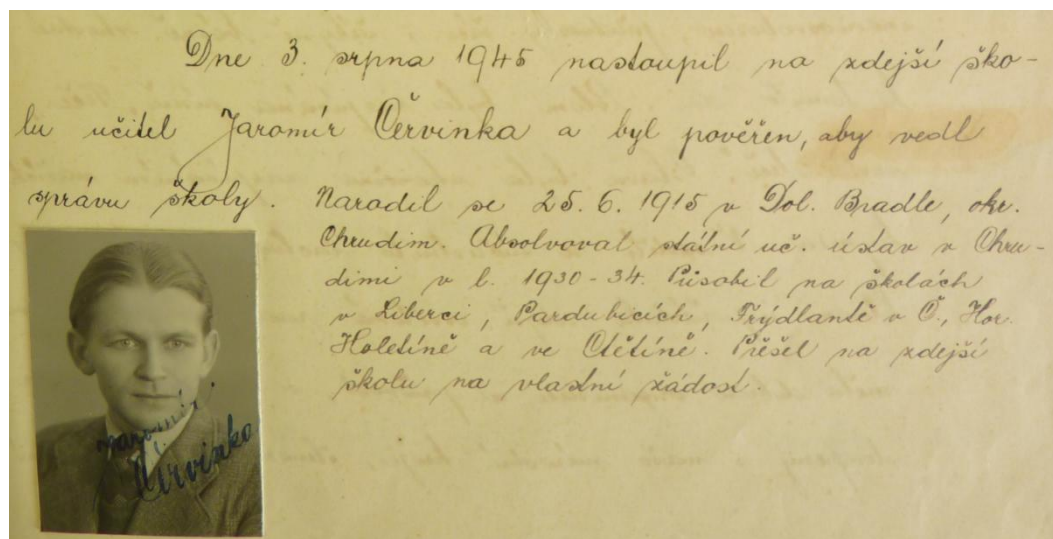 Dne 3. srpna 1945 nastoupil na zdejší ško-
lu učitel Jaromír Červinka a byl pověřen, aby vedl
správu školy.
Narodil se 25. 6. 1915 v Dol. Bradle, okr.
Chrudim. Absolvoval státní uč. ústav v Chru-
dimi v l. 1930-34. Působil na školách
v Liberci, Pardubicích, Frýdlantě v Č., Hor.
Holetíně a ve Ctětíně. Přešel na zdejší
školu na vlastní žádost.
Jaromír
Červinka